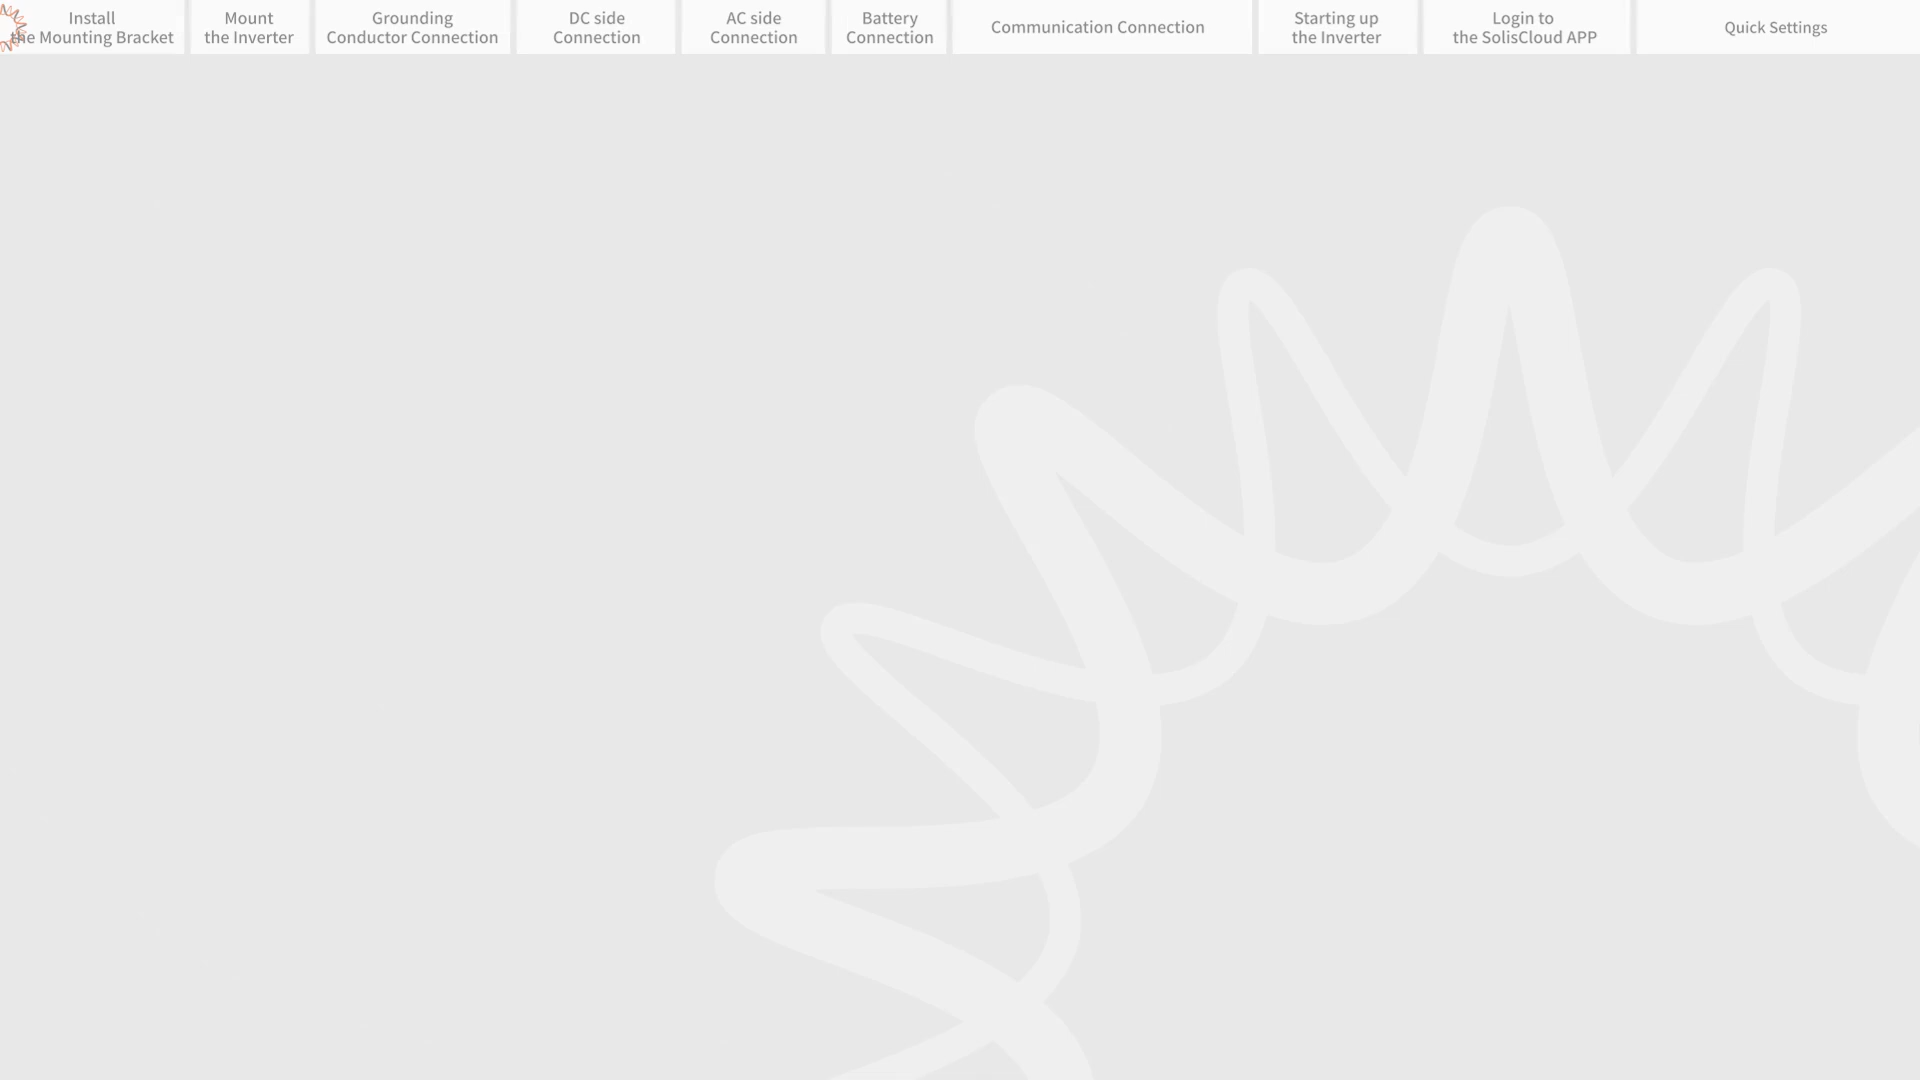 Install
the Mounting Bracket
Mount
the Inverter
Grounding
Conductor Connection
DC side
Connection
AC side
Connection
Battery
Connection
Communication Connection
Starting up
the Inverter
Login to
the SolisCloud APP
Quick Settings